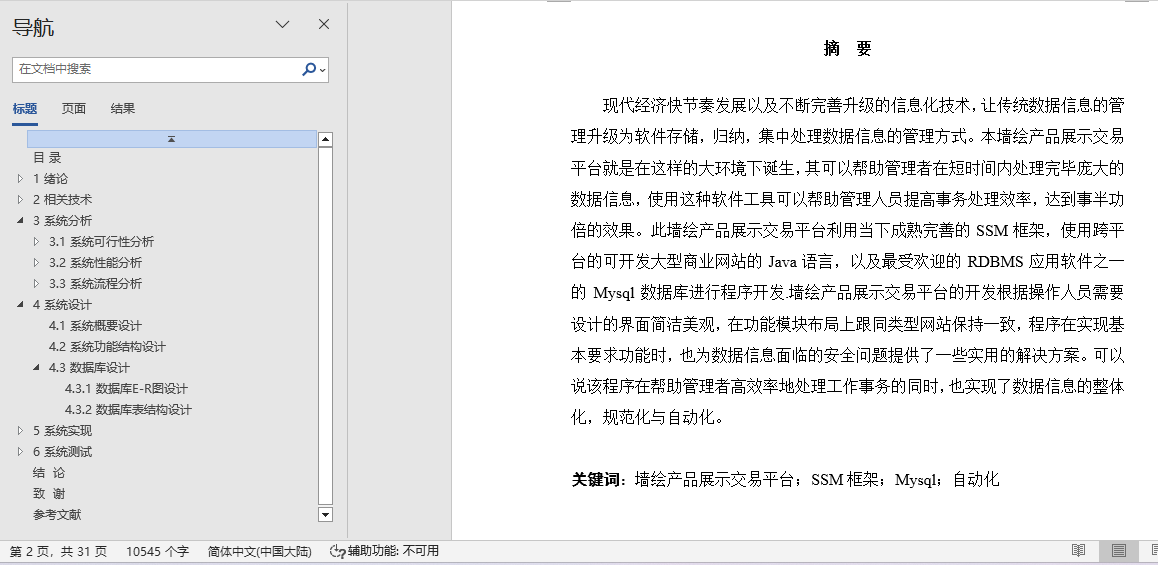 导航
在文档中搜索
标题 页面 结果
目 录
1 绪论
2 相关技术
3 系统分析
3.1 系统可行性分析
3.2 系统性能分析
3.3 系统流程分析
4 系统设计
4.1 系统概要设计
4.2 系统功能结构设计
4.3 数据库设计
4.3.1 数据库E-R图设计
4.3.2 数据库表结构设计
5 系统实现
6 系统测试
结 论
致 谢
参考文献
摘 要
现代经济快节奏发展以及不断完善升级的信息化技术，让传统数据信息的管
理升级为软件存储，归纳，集中处理数据信息的管理方式。本墙绘产品展示交易
平台就是在这样的大环境下诞生，其可以帮助管理者在短时间内处理完毕庞大的
数据信息，使用这种软件工具可以帮助管理人员提高事务处理效率，达到事半功
倍的效果。此墙绘产品展示交易平台利用当下成熟完善的 SSM 框架，使用跨平
台的可开发大型商业网站的 Java 语言，以及最受欢迎的 RDBMS 应用软件之一
的 Mysql 数据库进行程序开发.墙绘产品展示交易平台的开发根据操作人员需要
设计的界面简洁美观，在功能模块布局上跟同类型网站保持一致，程序在实现基
本要求功能时，也为数据信息面临的安全问题提供了一些实用的解决方案。可以
说该程序在帮助管理者高效率地处理工作事务的同时，也实现了数据信息的整体
化，规范化与自动化。
关键词：墙绘产品展示交易平台；SSM 框架；Mysql；自动化
第 2 页，共 31 页 10545 个字 简体中文(中国大陆) 辅助功能: 不可用